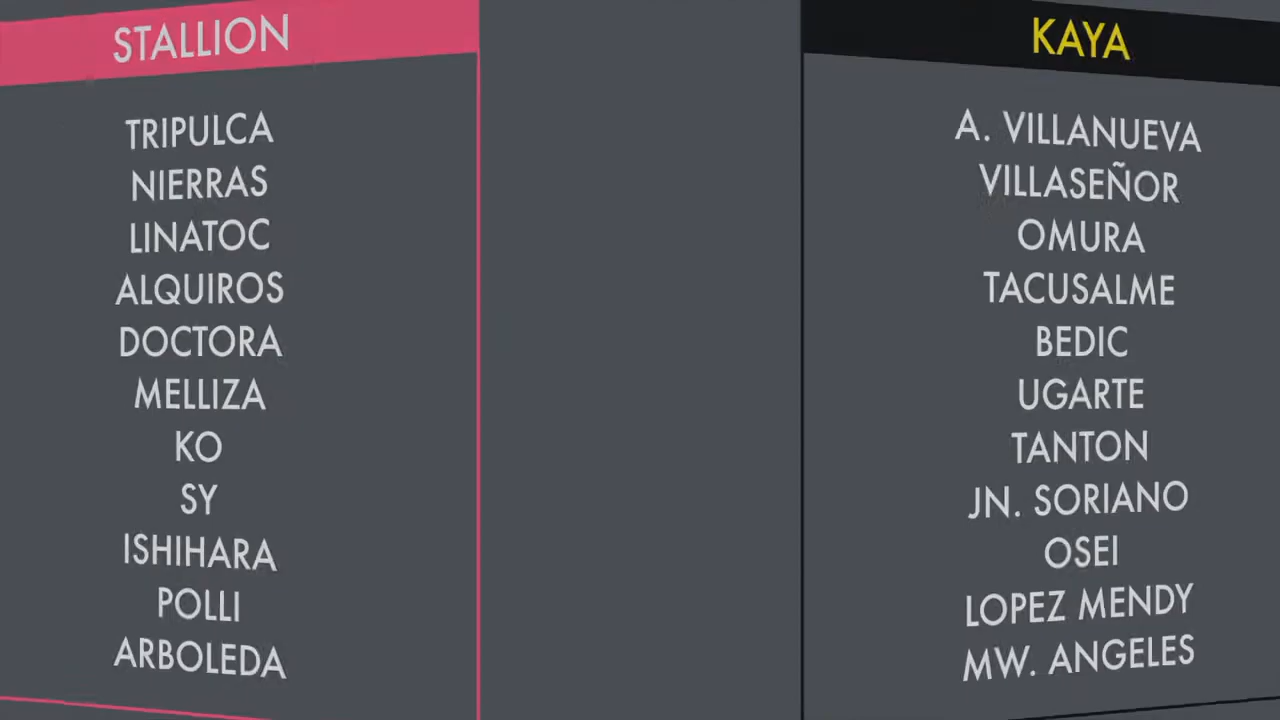 STALLION
TRIPULCA
NIERRAS
LINATOC
ALQUIROS
DOCTORA
MELLIZA
KO
SY
ISHIHARA
POLLI
ARBOLEDA
KAYA
A. VILLANUEVA
VILLASEÑOR
OMURA
TACUSALME
BEDIC
UGARTE
TANTON
JN. SORIANO
OSEI
LOPEZ MENDY
MW. ANGELES